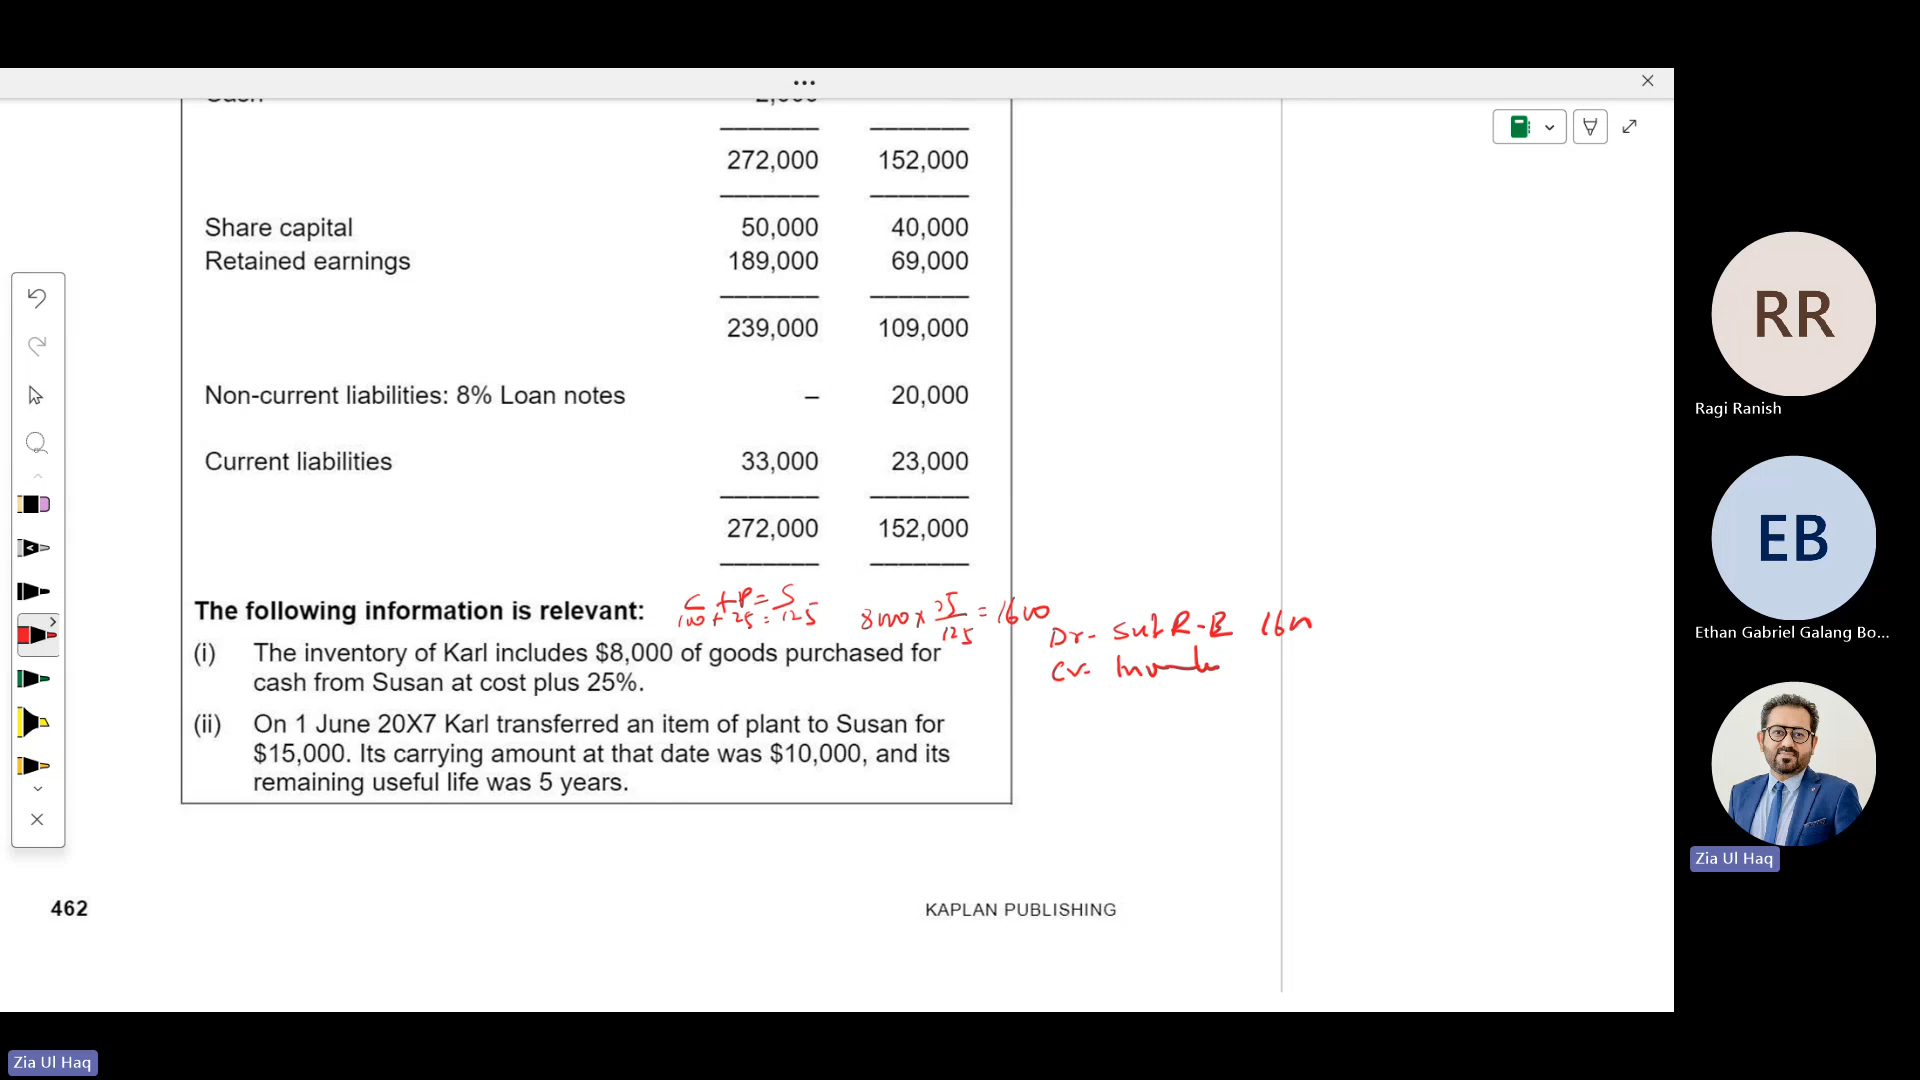 272,000 152,000
Share capital 50,000 40,000
Retained earnings 189,000 69,000
239,000 109,000
Non-current liabilities: 8% Loan notes – 20,000
Current liabilities 33,000 23,000
272,000 152,000
The following information is relevant:
C + P = S
100 + 25 = 125
8000 × 25/125 = 1600
Dr- Sub R-E
Cr-
(i) The inventory of Karl includes $8,000 of goods purchased for
cash from Susan at cost plus 25%.
(ii) On 1 June 20X7 Karl transferred an item of plant to Susan for
$15,000. Its carrying amount at that date was $10,000, and its
remaining useful life was 5 years.
462 KAPLAN PUBLISHING
RR
Ragi Ranish
EB
Ethan Gabriel Galang Bo...
Zia Ul Haq
Zia Ul Haq